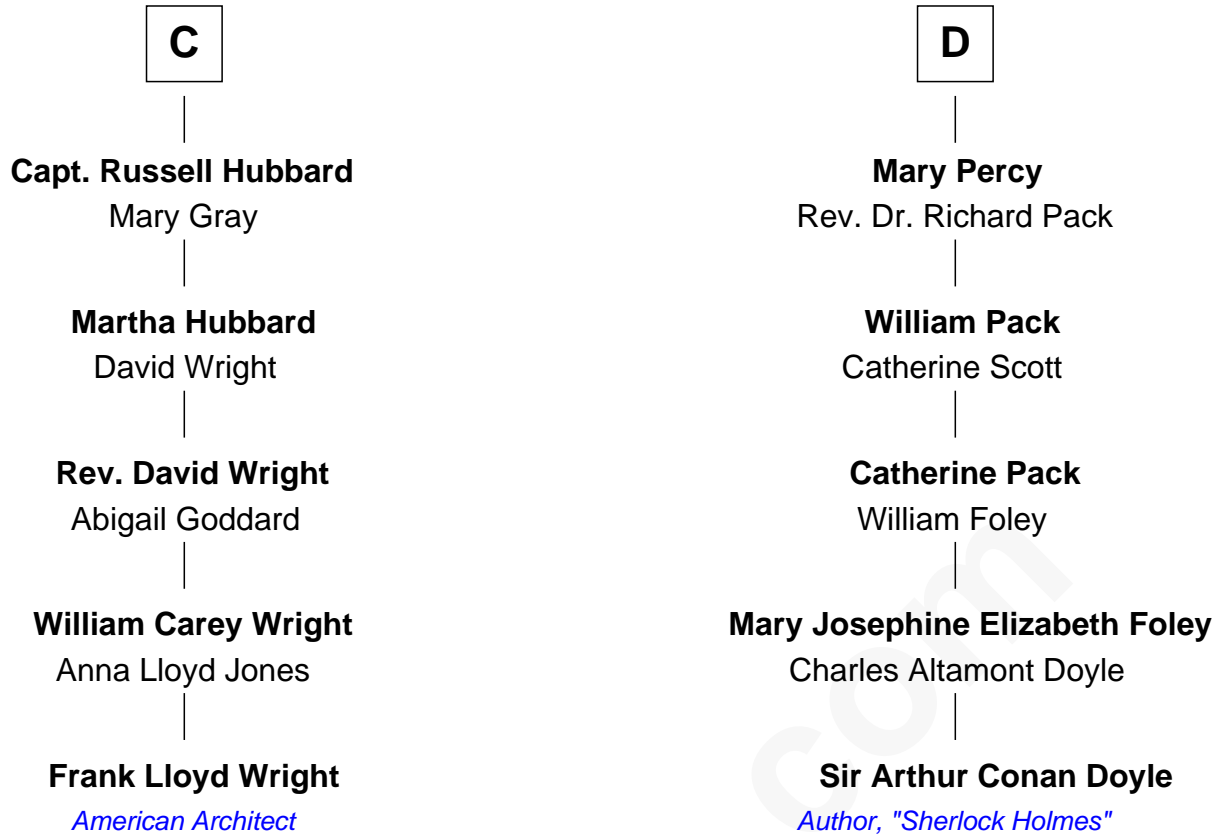 C
Capt. Russell Hubbard
Mary Gray
Martha Hubbard
David Wright
Rev. David Wright
Abigail Goddard
William Carey Wright
Anna Lloyd Jones
Frank Lloyd Wright
American Architect
D
Mary Percy
Rev. Dr. Richard Pack
William Pack
Catherine Scott
Catherine Pack
William Foley
Mary Josephine Elizabeth Foley
Charles Altamont Doyle
Sir Arthur Conan Doyle
Author, "Sherlock Holmes"
com